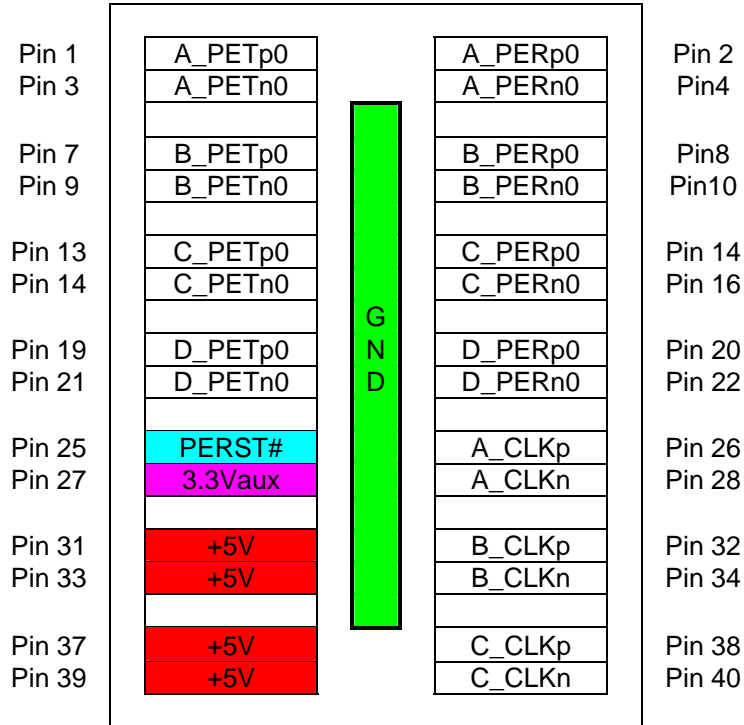 Pin 1 A_PETp0 A_PERp0 Pin 2
Pin 3 A_PETn0 A_PERn0 Pin4
Pin 7 B_PETp0 B_PERp0 Pin8
Pin 9 B_PETn0 B_PERn0 Pin10
Pin 13 C_PETp0 C_PERp0 Pin 14
Pin 14 C_PETn0 C_PERn0 Pin 16
G
Pin 19 D_PETp0 N D_PERp0 Pin 20
Pin 21 D_PETn0 D D_PERn0 Pin 22
Pin 25 PERST# A_CLKp Pin 26
Pin 27 3.3Vaux A_CLKn Pin 28
Pin 31 +5V B_CLKp Pin 32
Pin 33 +5V B_CLKn Pin 34
Pin 37 +5V C_CLKp Pin 38
Pin 39 +5V C_CLKn Pin 40